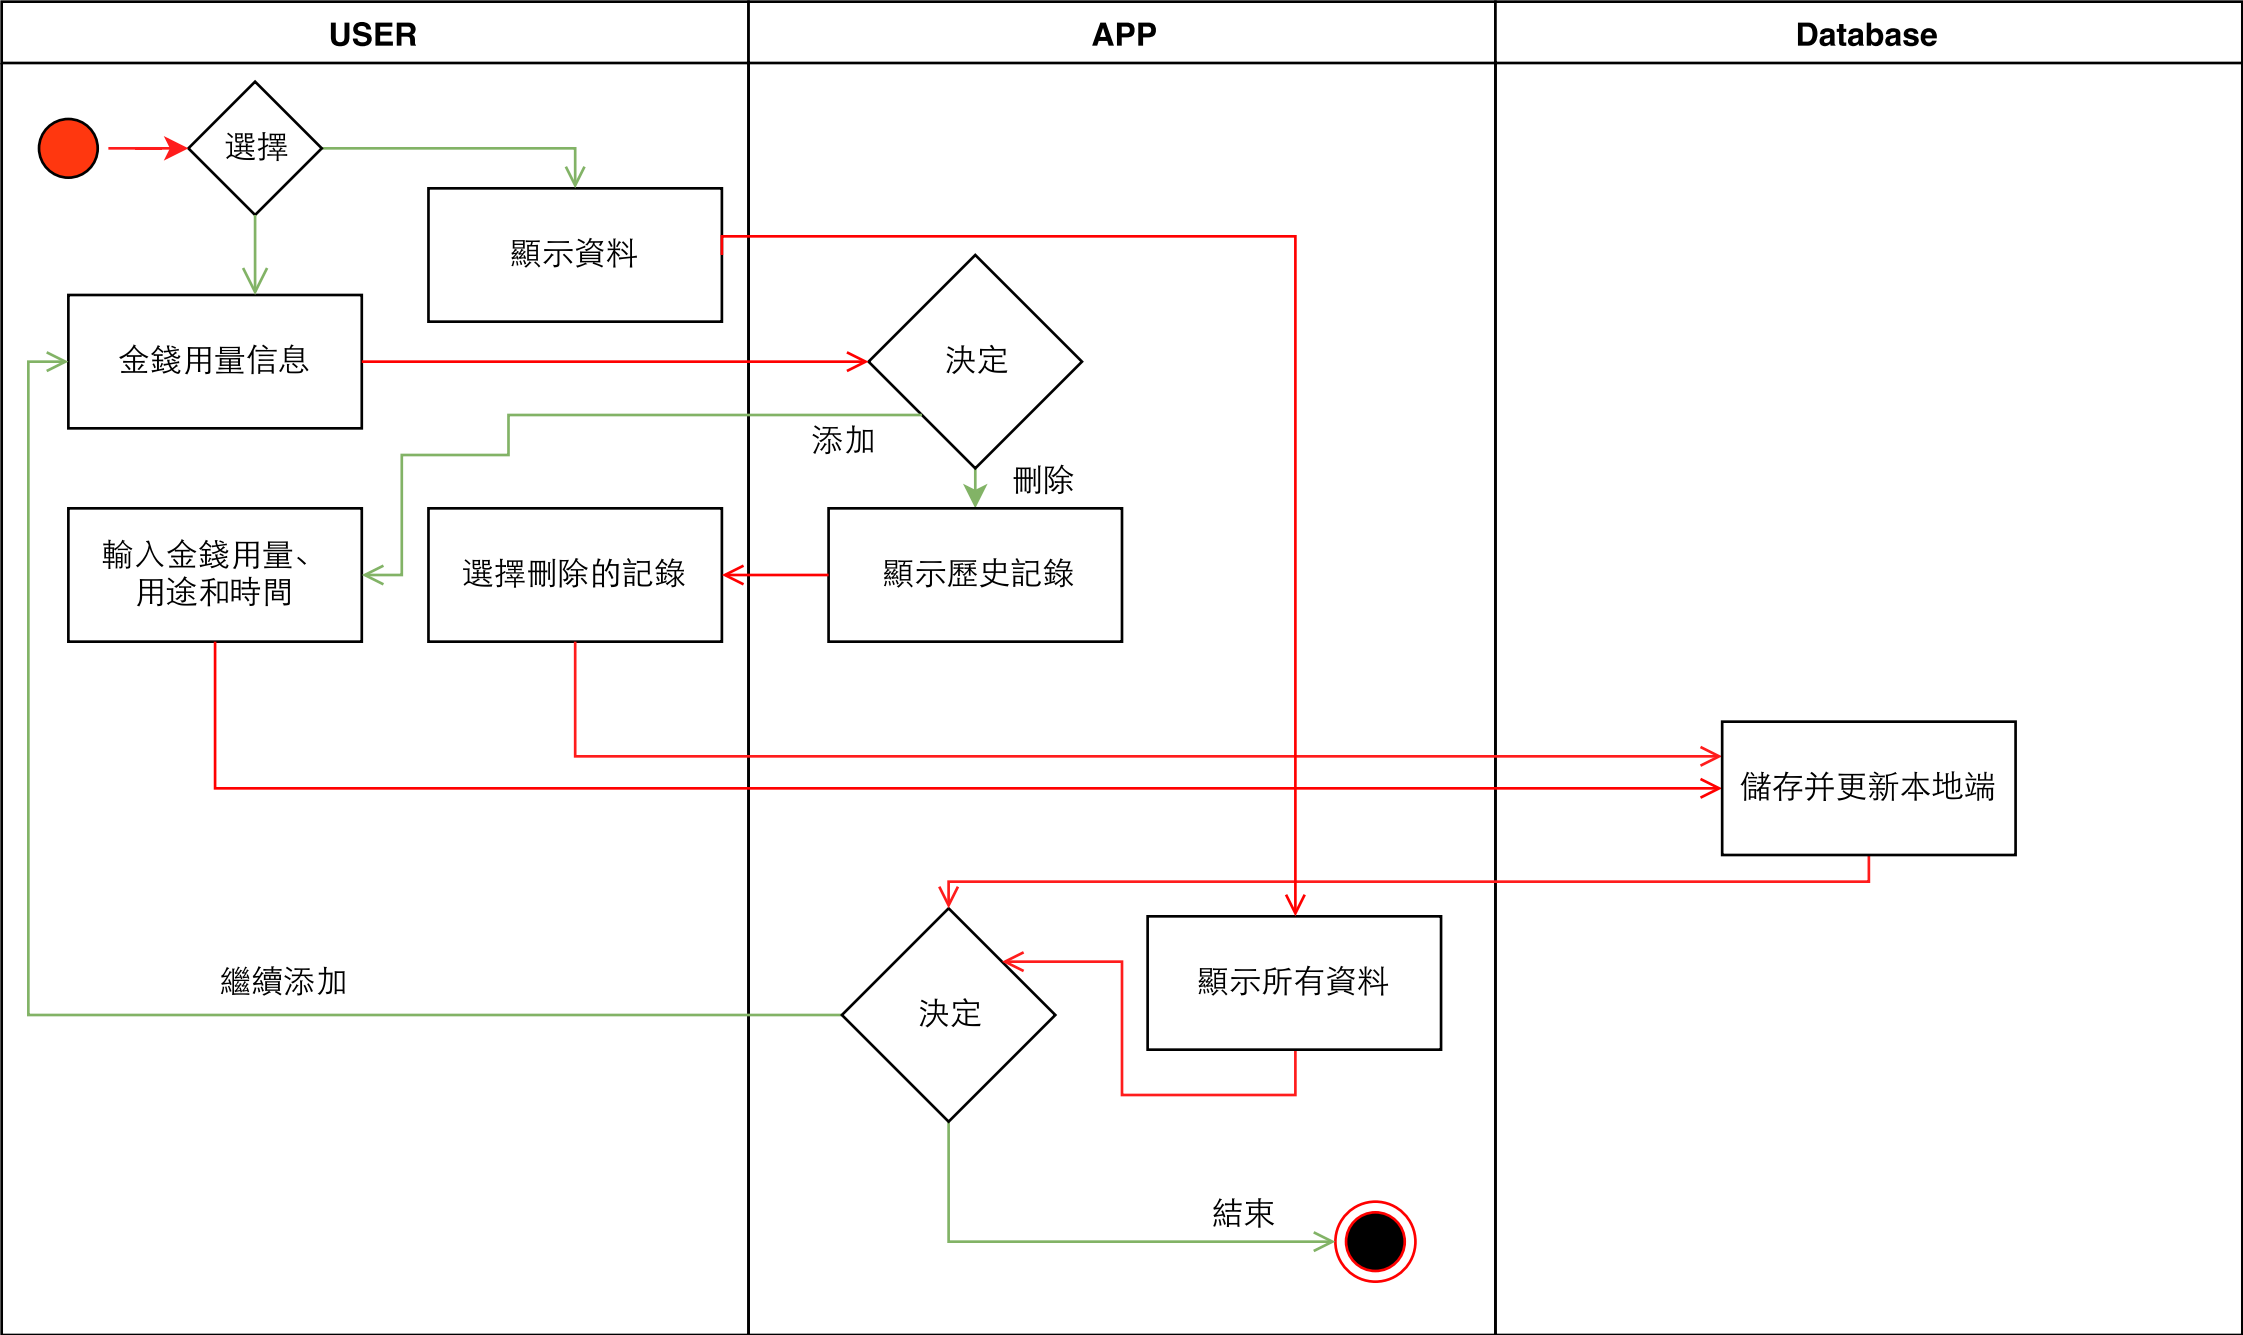 USER
APP
Database
選擇
顯示資料
金錢用量信息
決定
添加
刪除
輸入金錢用量、
用途和時間
選擇刪除的記錄
顯示歷史記錄
儲存并更新本地端
繼續添加
決定
顯示所有資料
結束